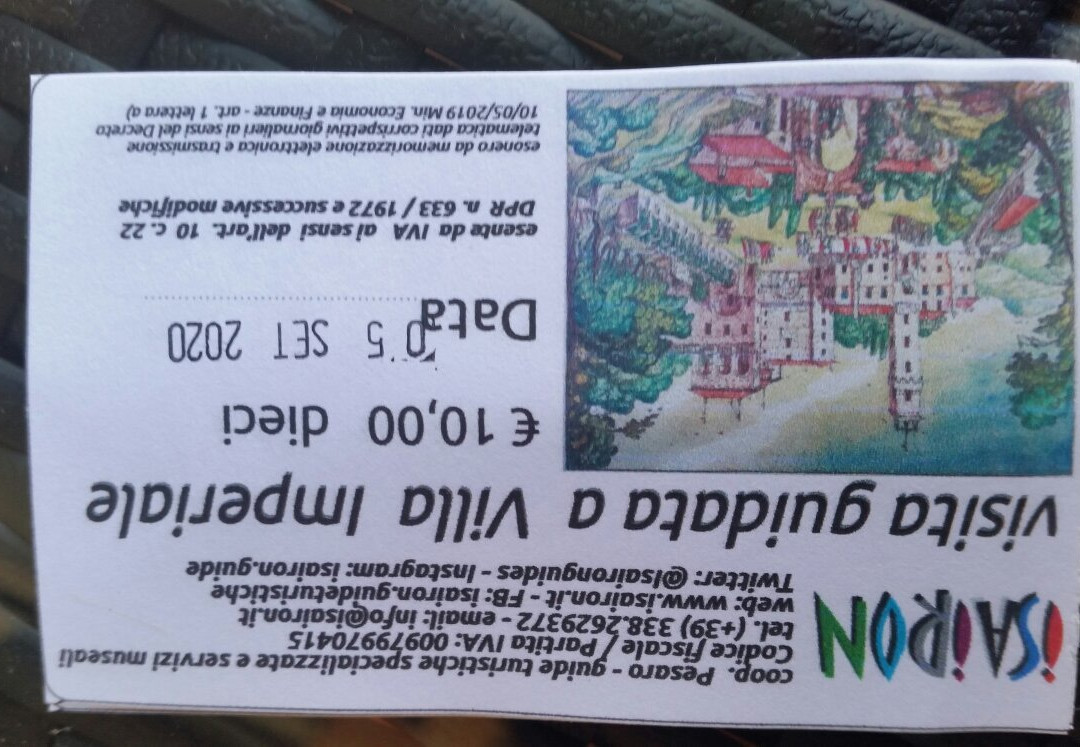 iSAiRON
coop. Pesaro - guide turistiche specializzate e servizi museali
Codice fiscale / Partita IVA: 00979970415
tel. (+39) 338.2629372 - email: info@isairon.it
web: www.isairon.it - FB: isairon.guideturistiche
Twitter: @Isaironguides - Instagram: isairon.guide
visita guidata a Villa Imperiale
€ 10,00 dieci
Data 05 SET 2020
esente da IVA ai sensi dell'art. 10 c. 22
DPR n. 633 / 1972 e successive modifiche
esonero da memorizzazione elettronica e trasmissione
telematica dati corrispettivi giornalieri ai sensi del Decreto
10/05/2019 Min. Economia e Finanze - art. 1 lettera a)